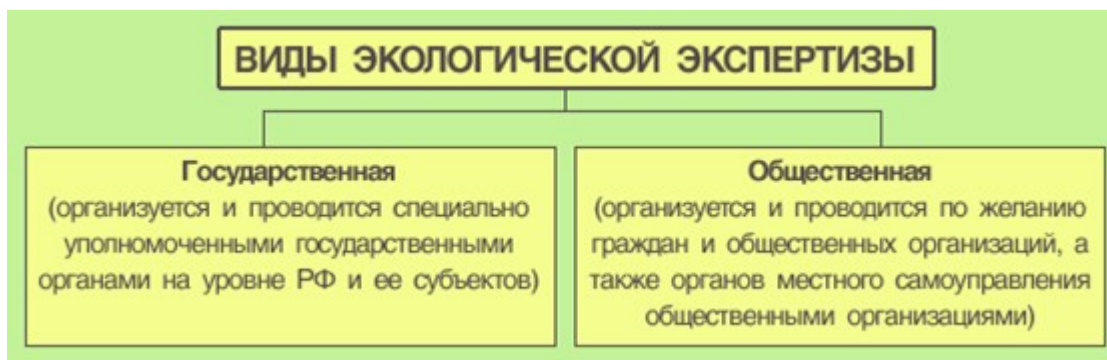 ВИДЫ ЭКОЛОГИЧЕСКОЙ ЭКСПЕРТИЗЫ
Государственная
(организуется и проводится специально
уполномоченными государственными
органами на уровне РФ и ее субъектов)
Общественная
(организуется и проводится по желанию
граждан и общественных организаций, а
также органов местного самоуправления
общественными организациями)